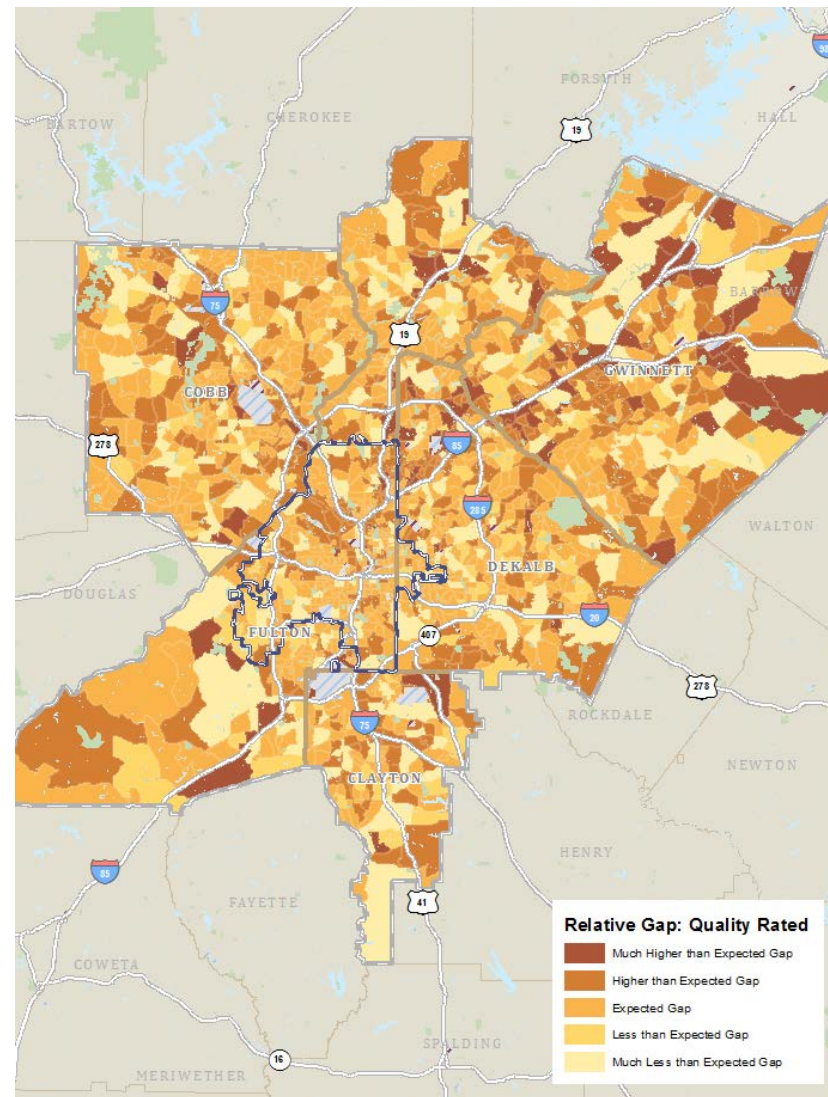 985
FORSYTH
BARTOW
CHEROKEE
19
HALL
BARROW
75
19
GWINNETT
COBB
278
85
285
WALTON
DEKALB
DOUGLAS
20
FULTON
407
278
ROCKDALE
75
NEWTON
CLAYTON
HENRY
85
FAYETTE
41
COWETA
Relative Gap: Quality Rated
Much Higher than Expected Gap
Higher than Expected Gap
Expected Gap
Less than Expected Gap
Much Less than Expected Gap
16
SPALDING
MERIWETHER